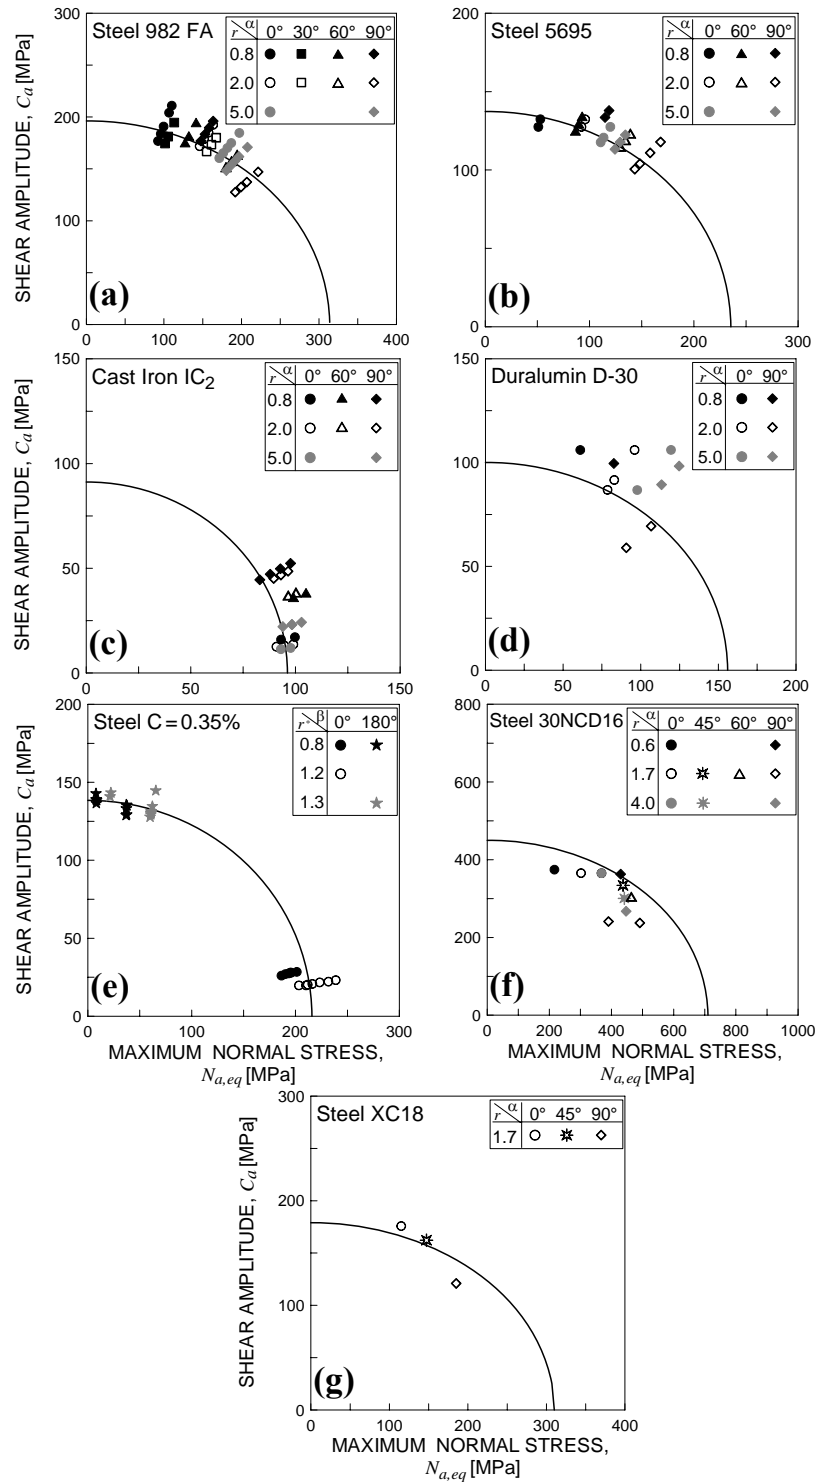 Steel 982 FA
r α 0° 30° 60° 90°
0.8
2.0
5.0
SHEAR AMPLITUDE, Cₐ [MPa]
300
200
100
0
0 100 200 300 400
(a)
Steel 5695
r α 0° 60° 90°
0.8
2.0
5.0
200
100
0
0 100 200 300
(b)
Cast Iron IC₂
r α 0° 60° 90°
0.8
2.0
5.0
SHEAR AMPLITUDE, Cₐ [MPa]
150
100
50
0
0 50 100 150
(c)
Duralumin D-30
r α 0° 90°
0.8
2.0
5.0
150
100
50
0
0 50 100 150 200
(d)
Steel C = 0.35%
r* β 0° 180°
0.8
1.2
1.3
SHEAR AMPLITUDE, Cₐ [MPa]
200
150
100
50
0
0 100 200 300
(e)
MAXIMUM NORMAL STRESS,
Nₐ,eq [MPa]
Steel 30NCD16
r α 0° 45° 60° 90°
0.6
1.7
4.0
800
600
400
200
0
0 200 400 600 800 1000
(f)
MAXIMUM NORMAL STRESS,
Nₐ,eq [MPa]
Steel XC18
r α 0° 45° 90°
1.7
SHEAR AMPLITUDE, Cₐ [MPa]
300
200
100
0
0 100 200 300 400
(g)
MAXIMUM NORMAL STRESS,
Nₐ,eq [MPa]